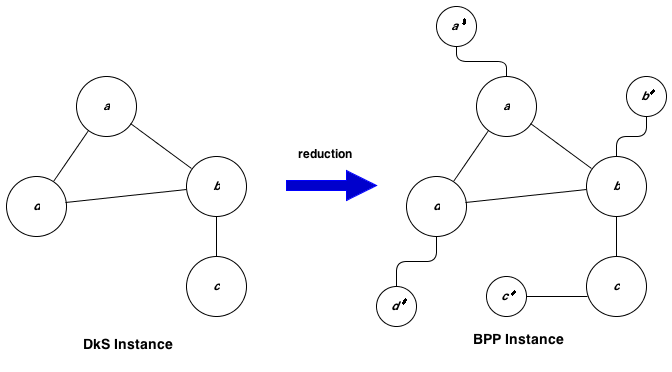 a'
a
a
b'
reduction
b
b
d
d
c
c
c'
d'
DkS Instance
BPP Instance